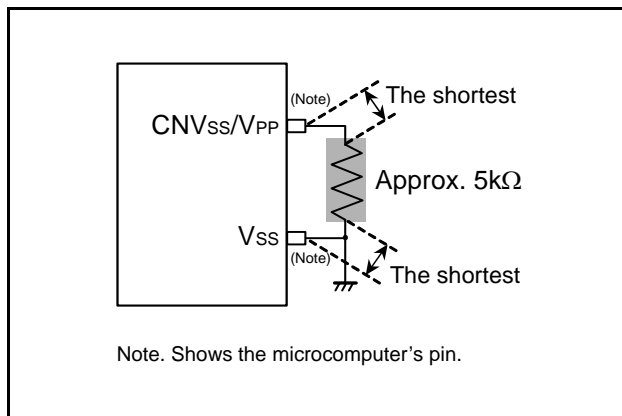 (Note)
The shortest
CNVSS/VPP
Approx. 5kΩ
VSS
(Note)
The shortest
Note. Shows the microcomputer's pin.